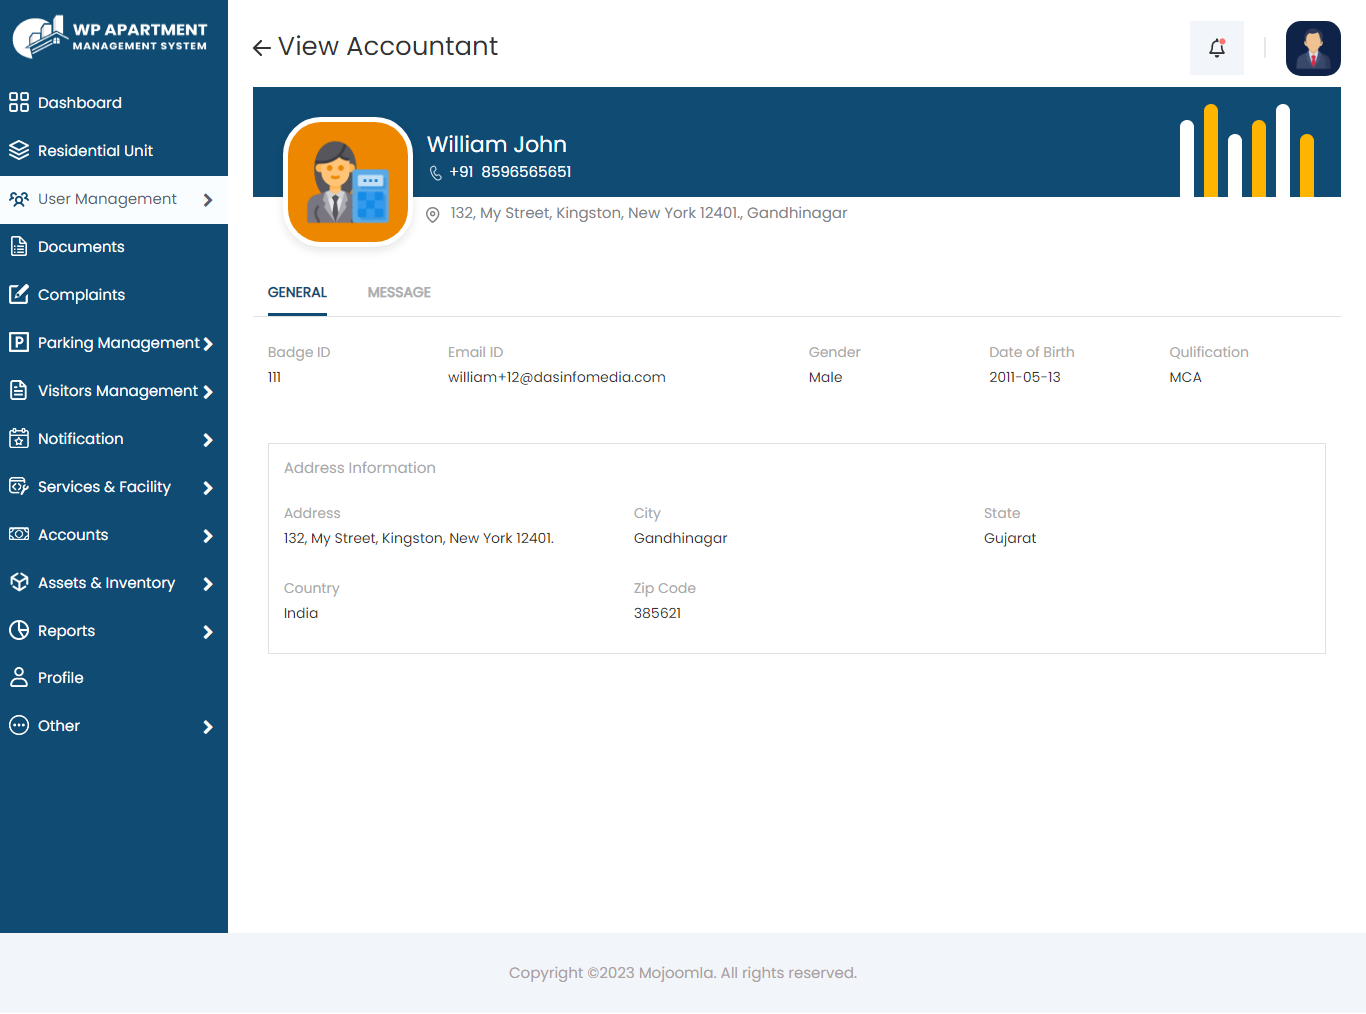 WP APARTMENT
MANAGEMENT SYSTEM
Dashboard
Residential Unit
User Management
Documents
Complaints
P
Parking Management
Visitors Management
Notification
Services & Facility
Accounts
Assets & Inventory
Reports
Profile
Other
View Accountant
William John
+91 8596565651
132, My Street, Kingston, New York 12401., Gandhinagar
GENERAL MESSAGE
Badge ID Email ID Gender Date of Birth Qulification
111 william+12@dasinfomedia.com Male 2011-05-13 MCA
Address Information
Address City State
132, My Street, Kingston, New York 12401. Gandhinagar Gujarat
Country Zip Code
India 385621
Copyright ©2023 Mojoomla. All rights reserved.